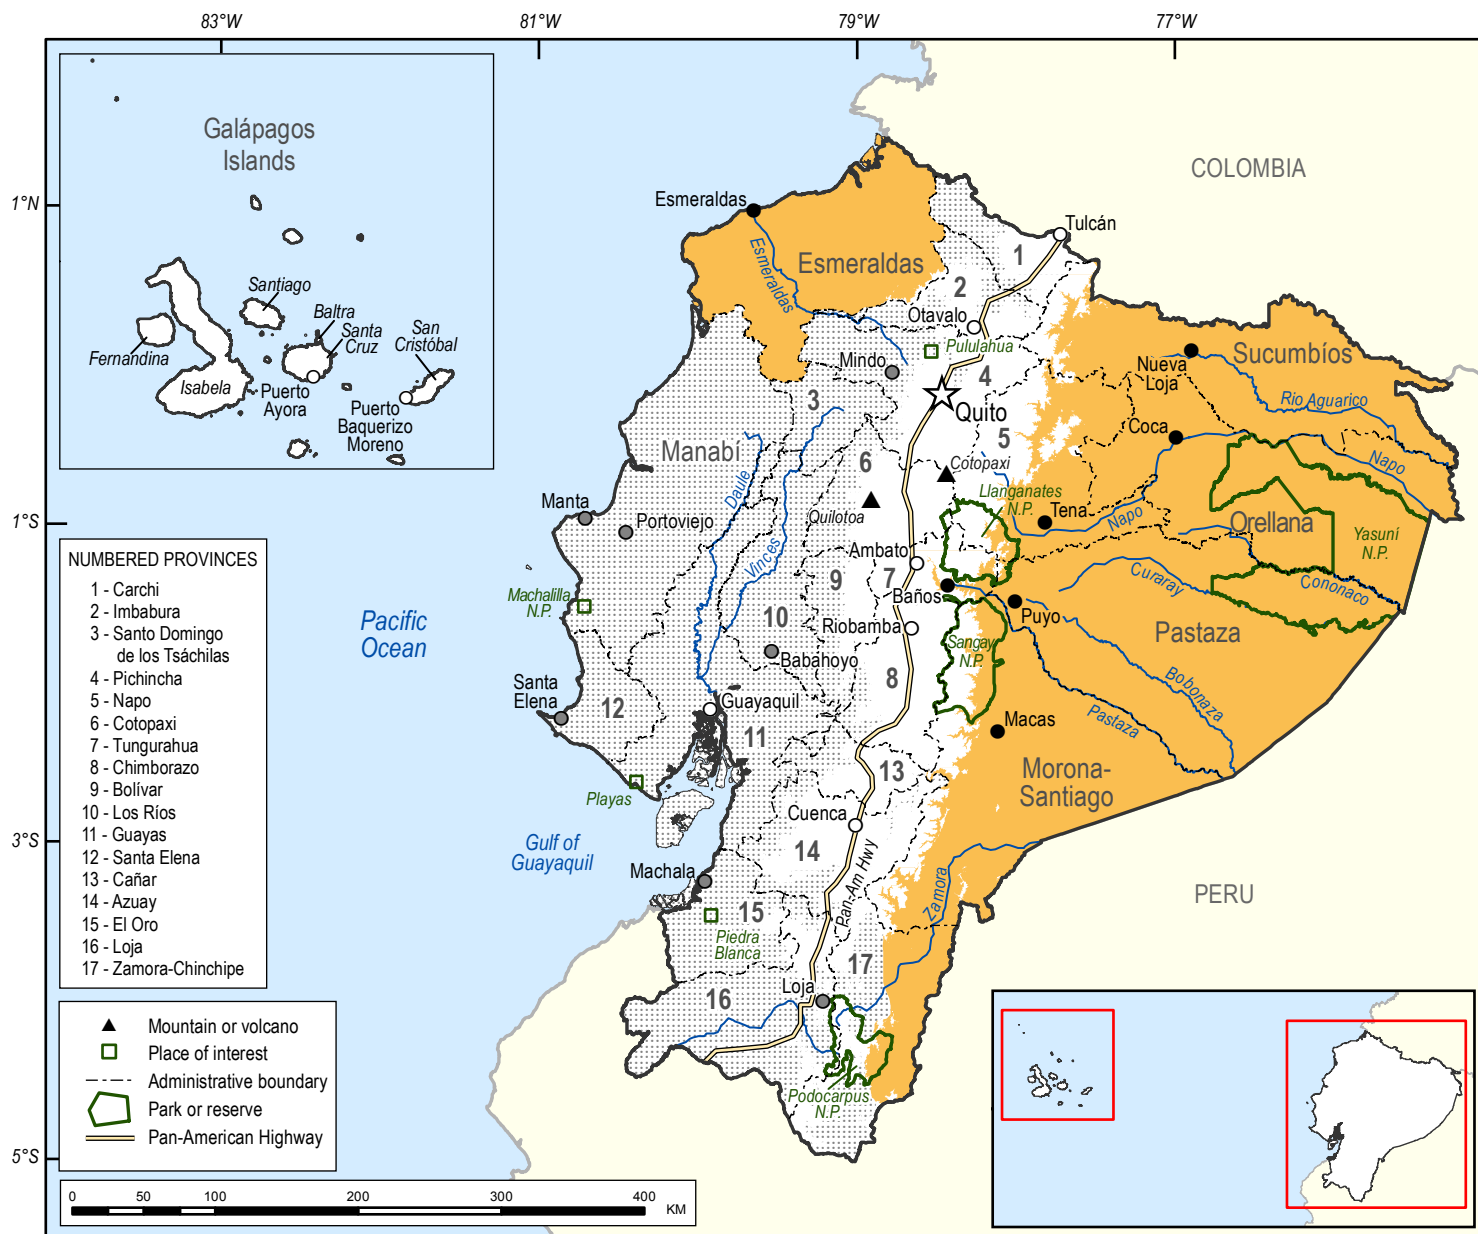 83°W
81°W
79°W
77°W
1°N
1°S
3°S
5°S
Galápagos
Islands
Santiago
Baltra
Santa
Cruz
San
Cristóbal
Fernandina
Isabela
Puerto
Ayora
Puerto
Baquerizo
Moreno
COLOMBIA
Esmeraldas
Tulcán
Esmeraldas
Esmeraldas
1
2
Otavalo
Pululahua
Mindo
4
Quito
3
Nueva
Loja
Sucumbíos
Rio Aguarico
Coca
Manabí
5
6
Cotopaxi
Napo
Daule
Llanganates
N.P.
Manta
Portoviejo
Quilotoa
Tena
Napo
Orellana
Yasuní
N.P.
Vinces
Ambato
9
7
Baños
Curaray
Cononaco
Machalilla
N.P.
10
Riobamba
Puyo
Pastaza
Babahoyo
Sangay
N.P.
Pacific
Ocean
8
Bobonaza
Santa
Elena
12
Guayaquil
Macas
Pastaza
11
13
Morona-
Santiago
Playas
Cuenca
Gulf of
Guayaquil
14
Pan-Am Hwy
Machala
Zamora
PERU
15
Piedra
Blanca
17
Loja
16
Podocarpus
N.P.
NUMBERED PROVINCES
1 - Carchi
2 - Imbabura
3 - Santo Domingo
de los Tsáchilas
4 - Pichincha
5 - Napo
6 - Cotopaxi
7 - Tungurahua
8 - Chimborazo
9 - Bolívar
10 - Los Ríos
11 - Guayas
12 - Santa Elena
13 - Cañar
14 - Azuay
15 - El Oro
16 - Loja
17 - Zamora-Chinchipe
Mountain or volcano
Place of interest
Administrative boundary
Park or reserve
Pan-American Highway
0 50 100 200 300 400 KM